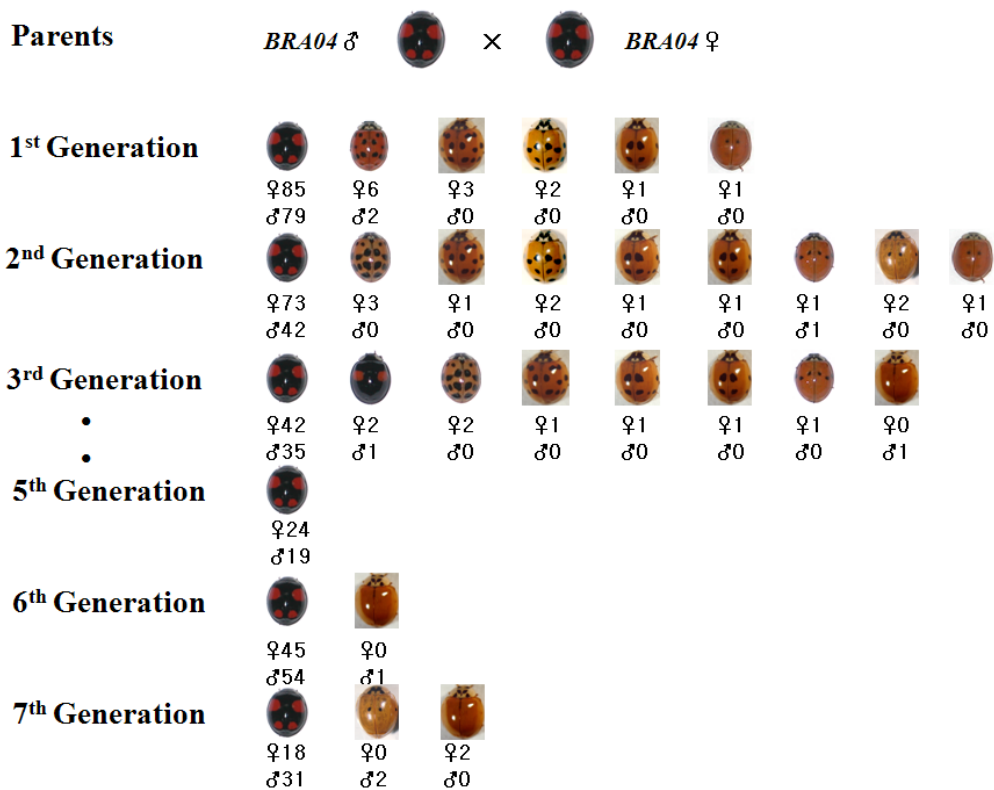 Parents BRA04 ♂ × BRA04 ♀
1st Generation
♀85 ♀6 ♀3 ♀2 ♀1 ♀1
♂79 ♂2 ♂0 ♂0 ♂0 ♂0
2nd Generation
♀73 ♀3 ♀1 ♀2 ♀1 ♀1 ♀1 ♀2 ♀1
♂42 ♂0 ♂0 ♂0 ♂0 ♂0 ♂1 ♂0 ♂0
3rd Generation
♀42 ♀2 ♀2 ♀1 ♀1 ♀1 ♀1 ♀0
♂35 ♂1 ♂0 ♂0 ♂0 ♂0 ♂0 ♂1
•
•
5th Generation
♀24
♂19
6th Generation
♀45 ♀0
♂54 ♂1
7th Generation
♀18 ♀0 ♀2
♂31 ♂2 ♂0